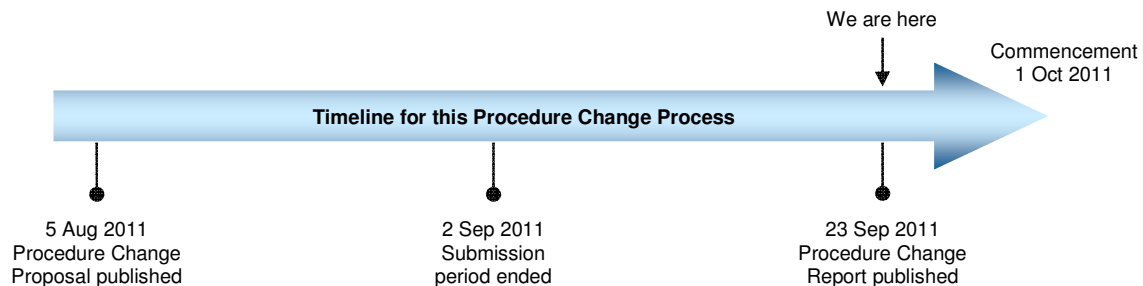 We are here
Commencement
1 Oct 2011
Timeline for this Procedure Change Process
5 Aug 2011
Procedure Change
Proposal published
2 Sep 2011
Submission
period ended
23 Sep 2011
Procedure Change
Report published